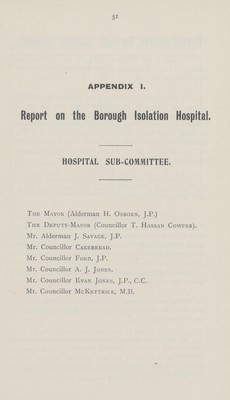 51
APPENDIX I.
Report on the Borough Isolation Hospital.
HOSPITAL SUB-COMMITTEE.
THE MAYOR (Alderman H. OSBORN, J.P.)
THE DEPUTY-MAYOR (Councillor T. HASSAN COWPER).
Mr. Alderman J. SAVAGE, J.P.
Mr. Councillor CAKEBREAD.
Mr. Councillor FORD, J.P.
Mr. Councillor A. J. JONES.
Mr. Councillor EVAN JONES, J.P., C.C.
Mr. Councillor MCKETTRICK, M.B.